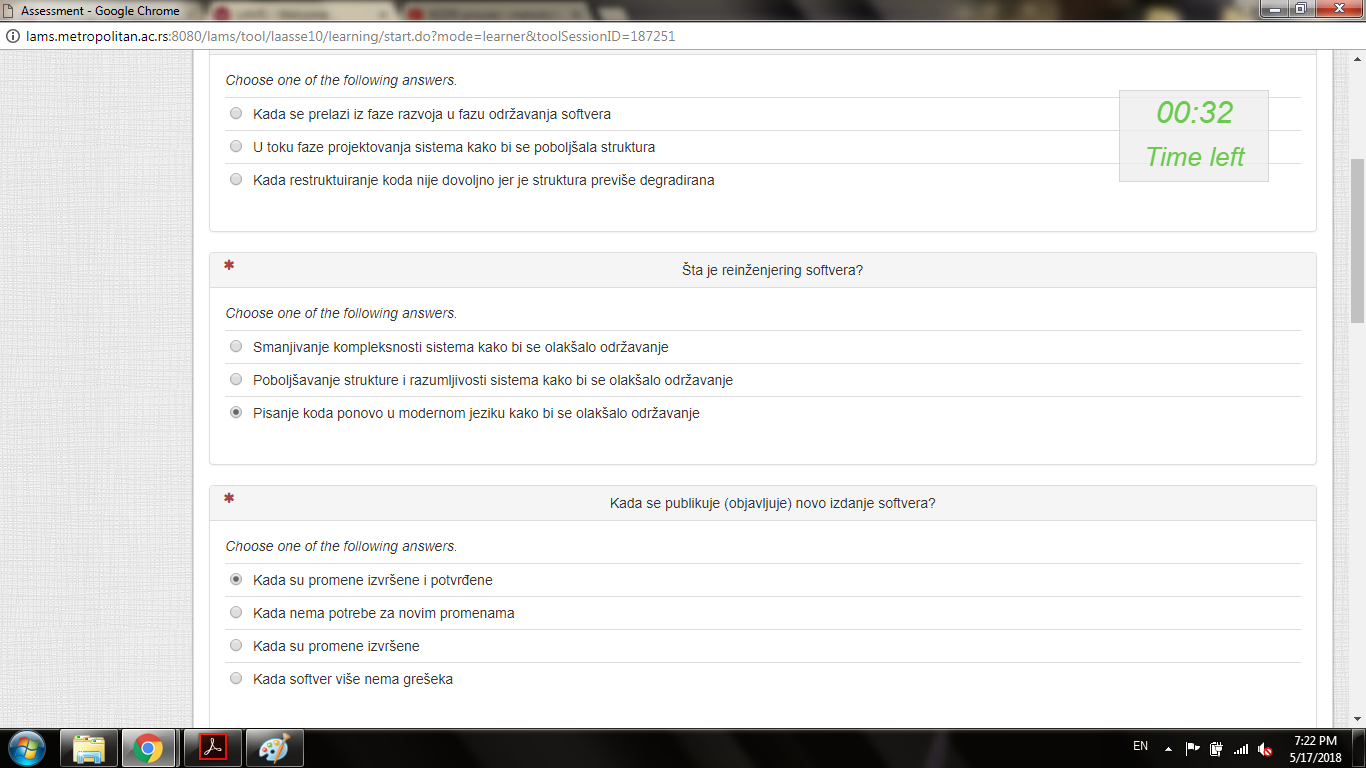 Assessment - Google Chrome
lams.metropolitan.ac.rs:8080/lams/tool/laasse10/learning/start.do?mode=learner&toolSessionID=187251
Choose one of the following answers.
Kada se prelazi iz faze razvoja u fazu održavanja softvera
U toku faze projektovanja sistema kako bi se poboljšala struktura
Kada restruktuiranje koda nije dovoljno jer je struktura previše degradirana
00:32
Time left
* Šta je reinženjering softvera?
Choose one of the following answers.
Smanjivanje kompleksnosti sistema kako bi se olakšalo održavanje
Poboljšavanje strukture i razumljivosti sistema kako bi se olakšalo održavanje
Pisanje koda ponovo u modernom jeziku kako bi se olakšalo održavanje
* Kada se publikuje (objavljuje) novo izdanje softvera?
Choose one of the following answers.
Kada su promene izvršene i potvrđene
Kada nema potrebe za novim promenama
Kada su promene izvršene
Kada softver više nema grešeka
EN
7:22 PM
5/17/2018